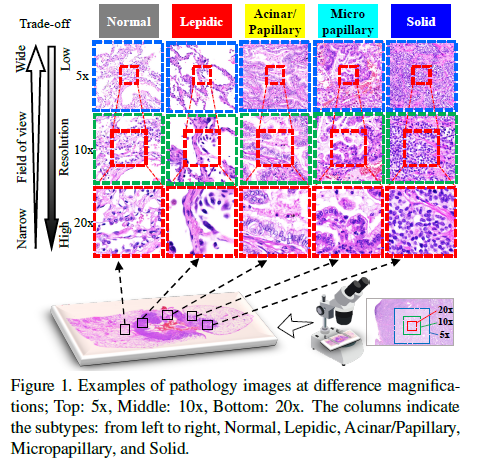 Trade-off
Normal
Lepidic
Acinar/
Papillary
Micro
papillary
Solid
Wide
Low
5x
Field of view
Resolution
10x
Narrow
High
20x
20x
10x
5x
Figure 1. Examples of pathology images at difference magnifica-
tions; Top: 5x, Middle: 10x, Bottom: 20x. The columns indicate
the subtypes: from left to right, Normal, Lepidic, Acinar/Papillary,
Micropapillary, and Solid.